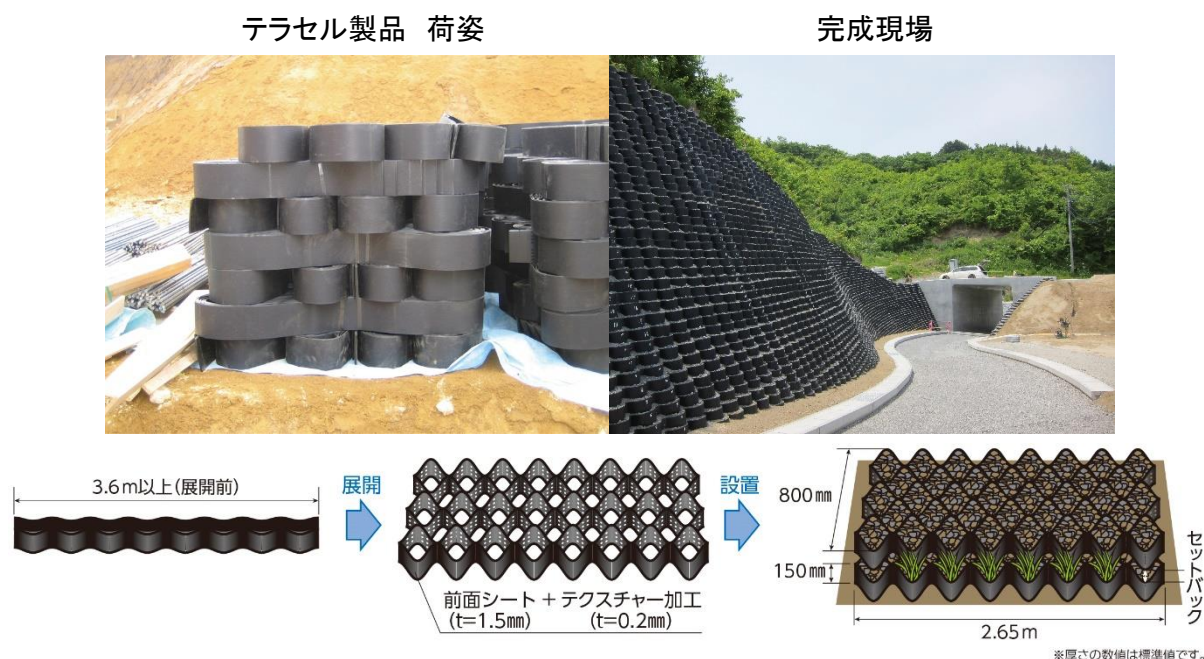 テラセル製品 荷姿
完成現場
3.6m以上(展開前)
展開
設置
800㎜
150㎜
セットバック
前面シート + テクスチャー加工
(t=1.5㎜) (t=0.2㎜)
2.65m
※厚さの数値は標準値です。